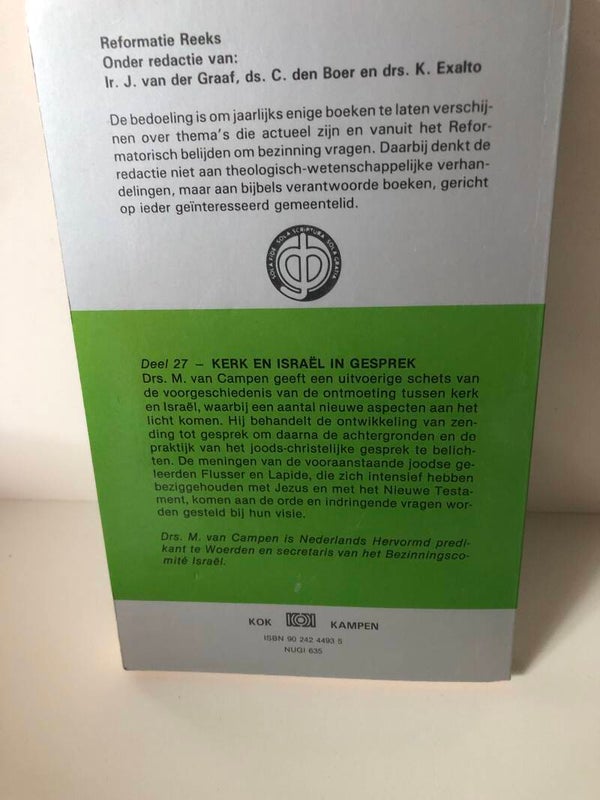 Reformatie Reeks
Onder redactie van:
Ir. J. van der Graaf, ds. C. den Boer en drs. K. Exalto
De bedoeling is om jaarlijks enige boeken te laten verschij-
nen over thema's die actueel zijn en vanuit het Refor-
matorisch belijden om bezinning vragen. Daarbij denkt de
redactie niet aan theologisch-wetenschappelijke verhan-
delingen, maar aan bijbels verantwoorde boeken, gericht
op ieder geïnteresseerd gemeentelid.
SOLA FIDE SOLA SCRIPTURA SOLA GRATIA
Deel 27 – KERK EN ISRAËL IN GESPREK
Drs. M. van Campen geeft een uitvoerige schets van
de voorgeschiedenis van de ontmoeting tussen kerk
en Israël, waarbij een aantal nieuwe aspecten aan het
licht komen. Hij behandelt de ontwikkeling van zen-
ding tot gesprek om daarna de achtergronden en de
praktijk van het joods-christelijke gesprek te belich-
ten. De meningen van de vooraanstaande joodse ge-
leerden Flusser en Lapide, die zich intensief hebben
beziggehouden met Jezus en met het Nieuwe Testa-
ment, komen aan de orde en indringende vragen wor-
den gesteld bij hun visie.
Drs. M. van Campen is Nederlands Hervormd predi-
kant te Woerden en secretaris van het Bezinningsco-
mité Israël.
KOK KOK KAMPEN
ISBN 90 242 4493 5
NUGI 635